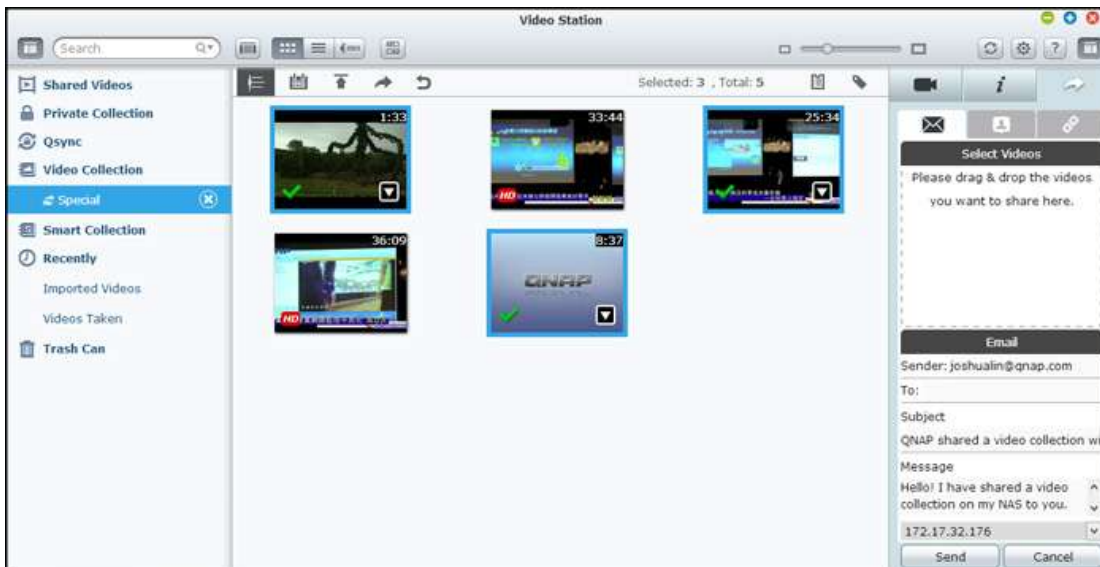 Video Station
Search
Shared Videos
Private Collection
Qsync
Video Collection
Special
Smart Collection
Recently
Imported Videos
Videos Taken
Trash Can
Selected: 3 , Total: 5
1:33
33:44
HD
25:34
36:09
HD
8:37
QNAP
Select Videos
Please drag & drop the videos
you want to share here.
Email
Sender: joshualin@qnap.com
To:
Subject
QNAP shared a video collection wi
Message
Hello! I have shared a video
collection on my NAS to you.
172.17.32.176
Send
Cancel